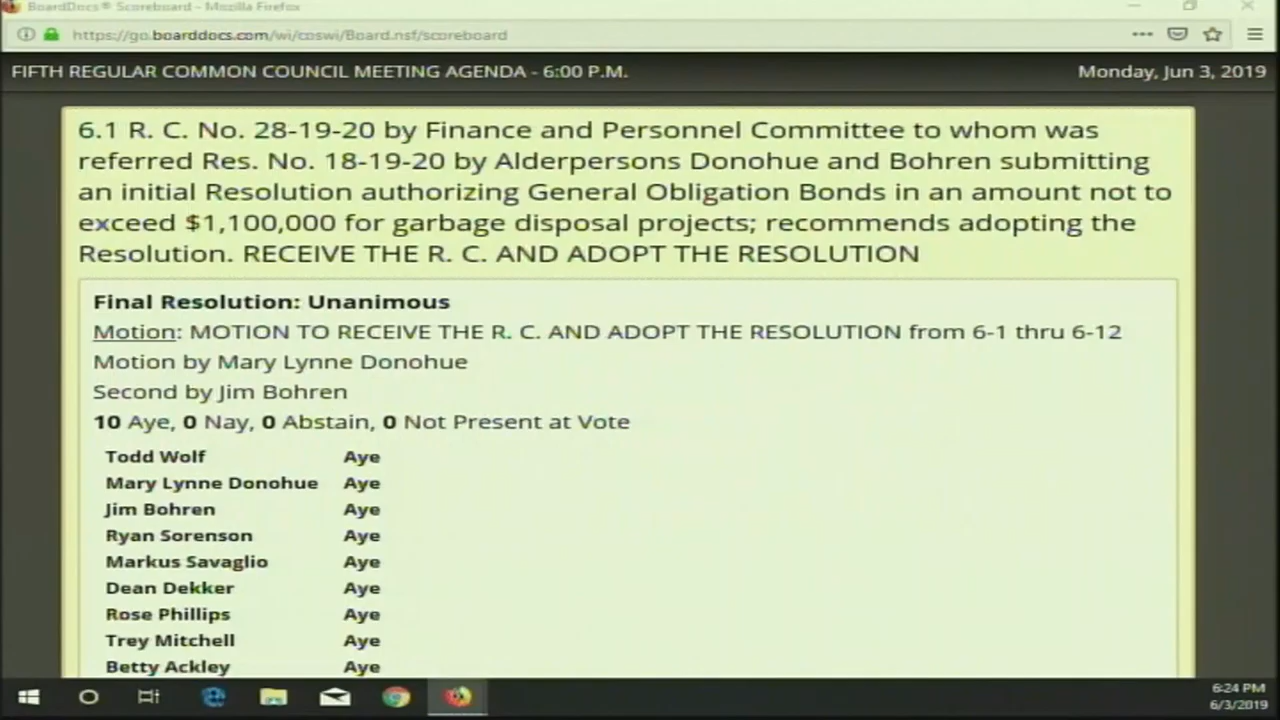 BoardDocs® Scoreboard - Mozilla Firefox
https://go.boarddocs.com/wi/coswi/Board.nsf/scoreboard
FIFTH REGULAR COMMON COUNCIL MEETING AGENDA - 6:00 P.M.
Monday, Jun 3, 2019
6.1 R. C. No. 28-19-20 by Finance and Personnel Committee to whom was
referred Res. No. 18-19-20 by Alderpersons Donohue and Bohren submitting
an initial Resolution authorizing General Obligation Bonds in an amount not to
exceed $1,100,000 for garbage disposal projects; recommends adopting the
Resolution. RECEIVE THE R. C. AND ADOPT THE RESOLUTION
Final Resolution: Unanimous
Motion: MOTION TO RECEIVE THE R. C. AND ADOPT THE RESOLUTION from 6-1 thru 6-12
Motion by Mary Lynne Donohue
Second by Jim Bohren
10 Aye, 0 Nay, 0 Abstain, 0 Not Present at Vote
Todd Wolf Aye
Mary Lynne Donohue Aye
Jim Bohren Aye
Ryan Sorenson Aye
Markus Savaglio Aye
Dean Dekker Aye
Rose Phillips Aye
Trey Mitchell Aye
Betty Ackley Aye
6:24 PM
6/3/2019